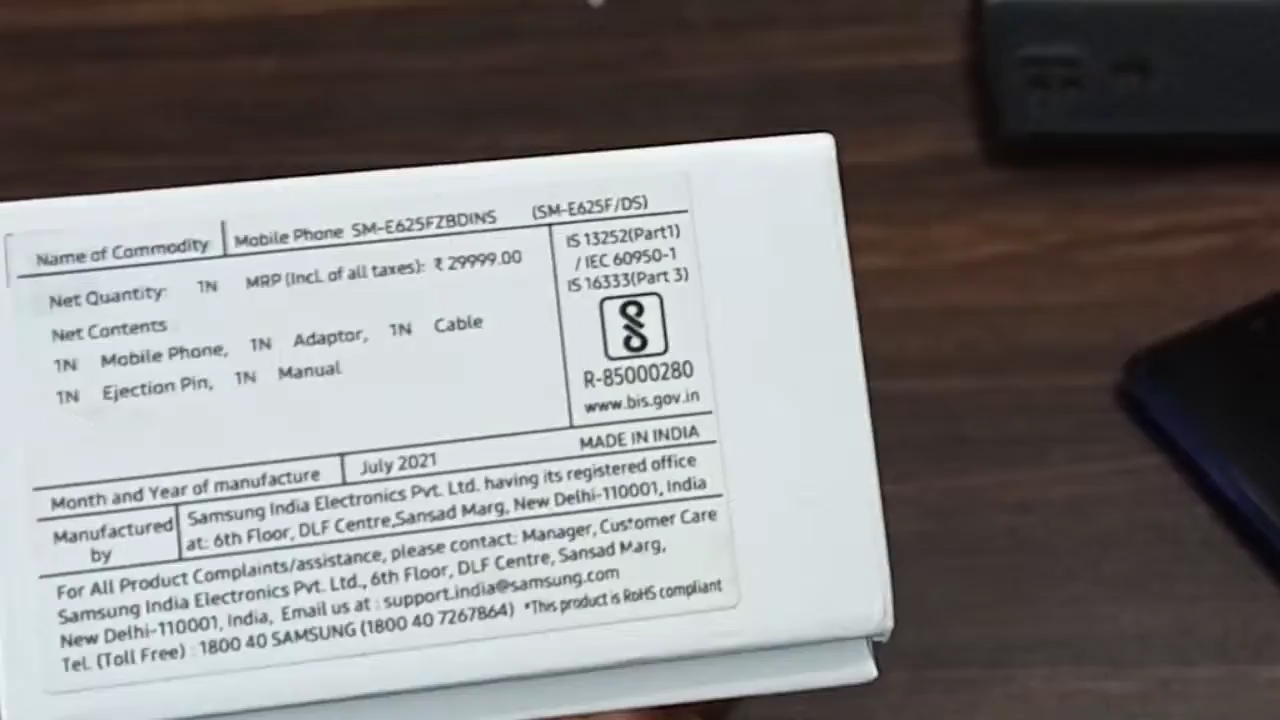 Name of Commodity Mobile Phone SM-E625FZBDINS (SM-E625F/DS)
Net Quantity: 1N MRP (Incl. of all taxes): ₹ 29999.00
Net Contents
1N Mobile Phone, 1N Adaptor, 1N Cable
1N Ejection Pin, 1N Manual
IS 13252(Part1)
/ IEC 60950-1
IS 16333(Part 3)
R-85000280
www.bis.gov.in
MADE IN INDIA
Month and Year of manufacture July 2021
Manufactured by
Samsung India Electronics Pvt. Ltd. having its registered office
at: 6th Floor, DLF Centre,Sansad Marg, New Delhi-110001, India
For All Product Complaints/assistance, please contact: Manager, Customer Care
Samsung India Electronics Pvt. Ltd., 6th Floor, DLF Centre, Sansad Marg,
New Delhi-110001, India, Email us at : support.india@samsung.com
Tel. (Toll Free) : 1800 40 SAMSUNG (1800 40 7267864) *This product is RoHS compliant